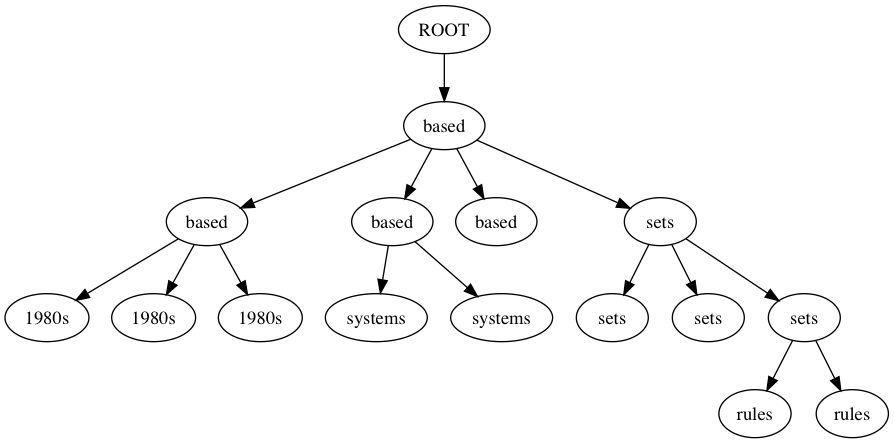 ROOT
based
based based based sets
1980s 1980s 1980s systems systems sets sets sets
rules rules